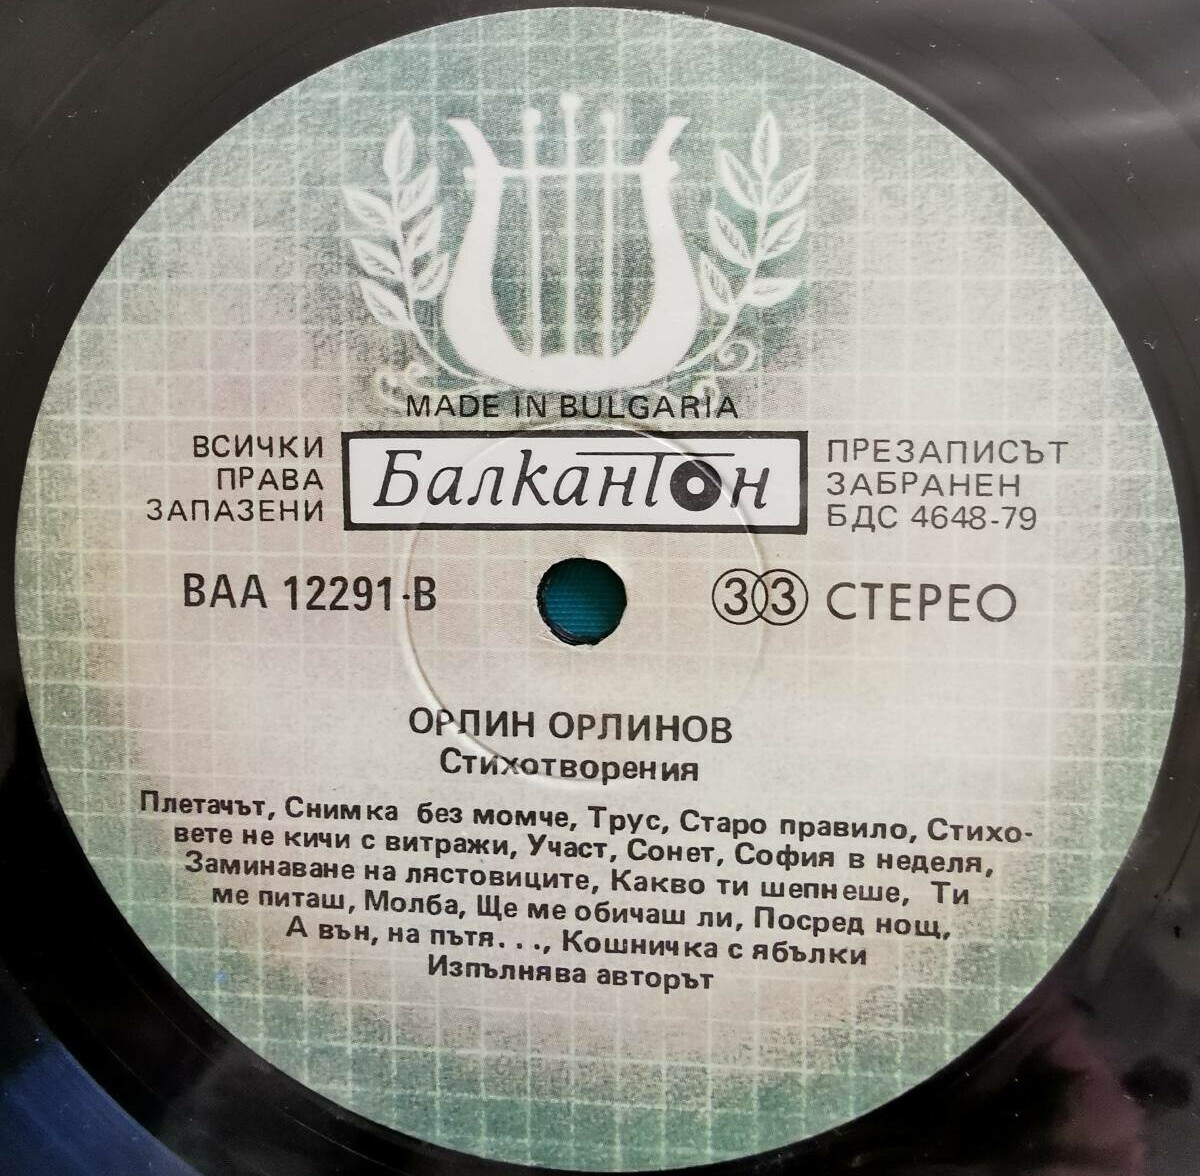 MADE IN BULGARIA
ВСИЧКИ
ПРАВА
ЗАПАЗЕНИ
Балкантон
ПРЕЗАПИСЪТ
ЗАБРАНЕН
БДС 4648-79
ВАА 12291-В
33 СТЕРЕО
ОРЛИН ОРЛИНОВ
Стихотворения
Плетачът, Снимка без момче, Трус, Старо правило, Стихо-
вете не кичи с витражи, Участ, Сонет, София в неделя,
Заминаване на лястовиците, Какво ти шепнеше, Ти
ме питаш, Молба, Ще ме обичаш ли, Посред нощ,
А вън, на пътя..., Кошничка с ябълки
Изпълнява авторът